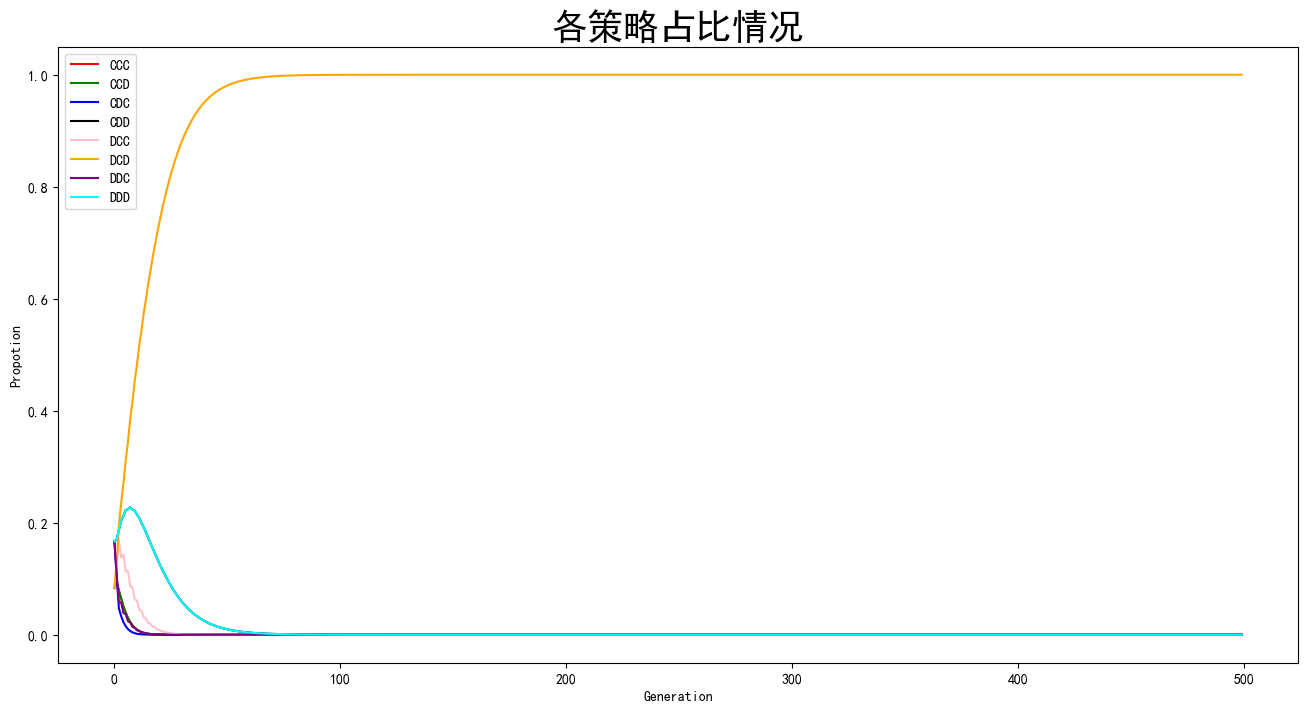 各策略占比情况
CCC
CCD
CDC
CDD
DCC
DCD
DDC
DDD
1.0
0.8
0.6
0.4
0.2
0.0
Propotion
0 100 200 300 400 500
Generation